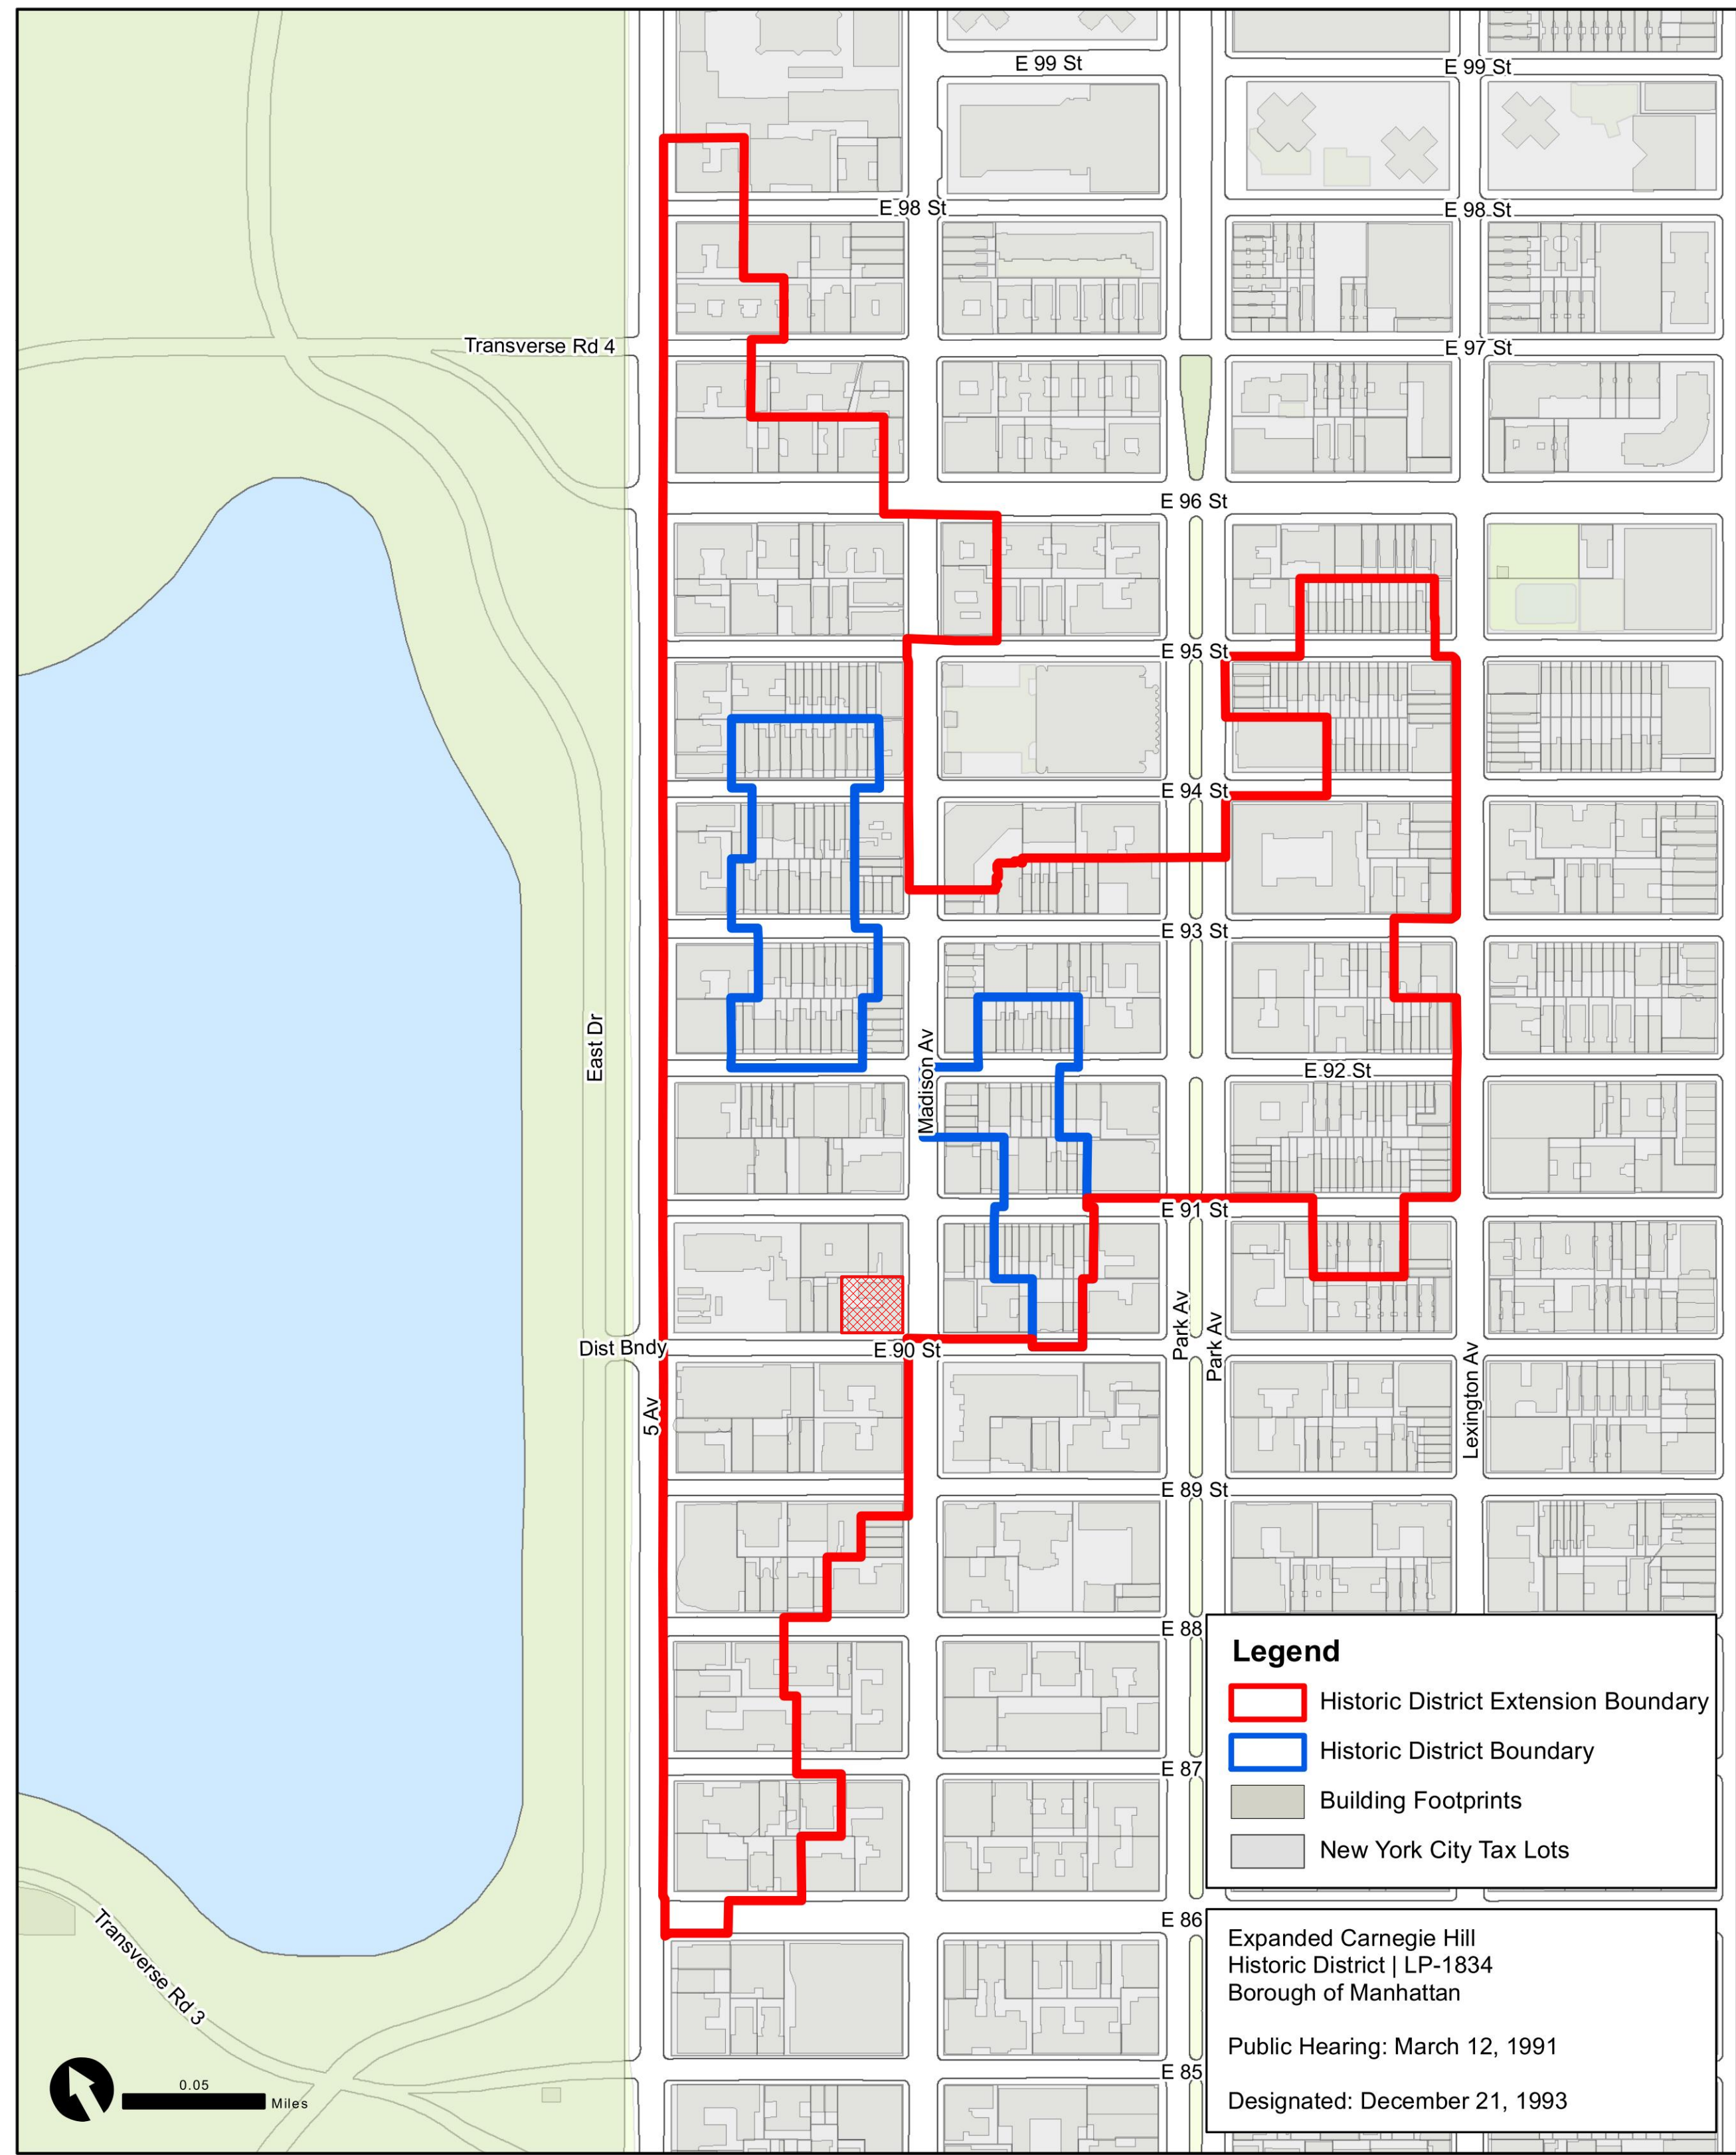 E 99 St
E 99 St
E 98 St
E 98 St
Transverse Rd 4
E 97 St
E 96 St
E 95 St
E 94 St
E 93 St
East Dr
Madison Av
E 92 St
E 91 St
Park Av
Park Av
Dist Bndy
E 90 St
5 Av
Lexington Av
E 89 St
E 88
E 87
E 86
E 85
Transverse Rd 3
0.05
Miles
Legend
Historic District Extension Boundary
Historic District Boundary
Building Footprints
New York City Tax Lots
Expanded Carnegie Hill
Historic District | LP-1834
Borough of Manhattan
Public Hearing: March 12, 1991
Designated: December 21, 1993